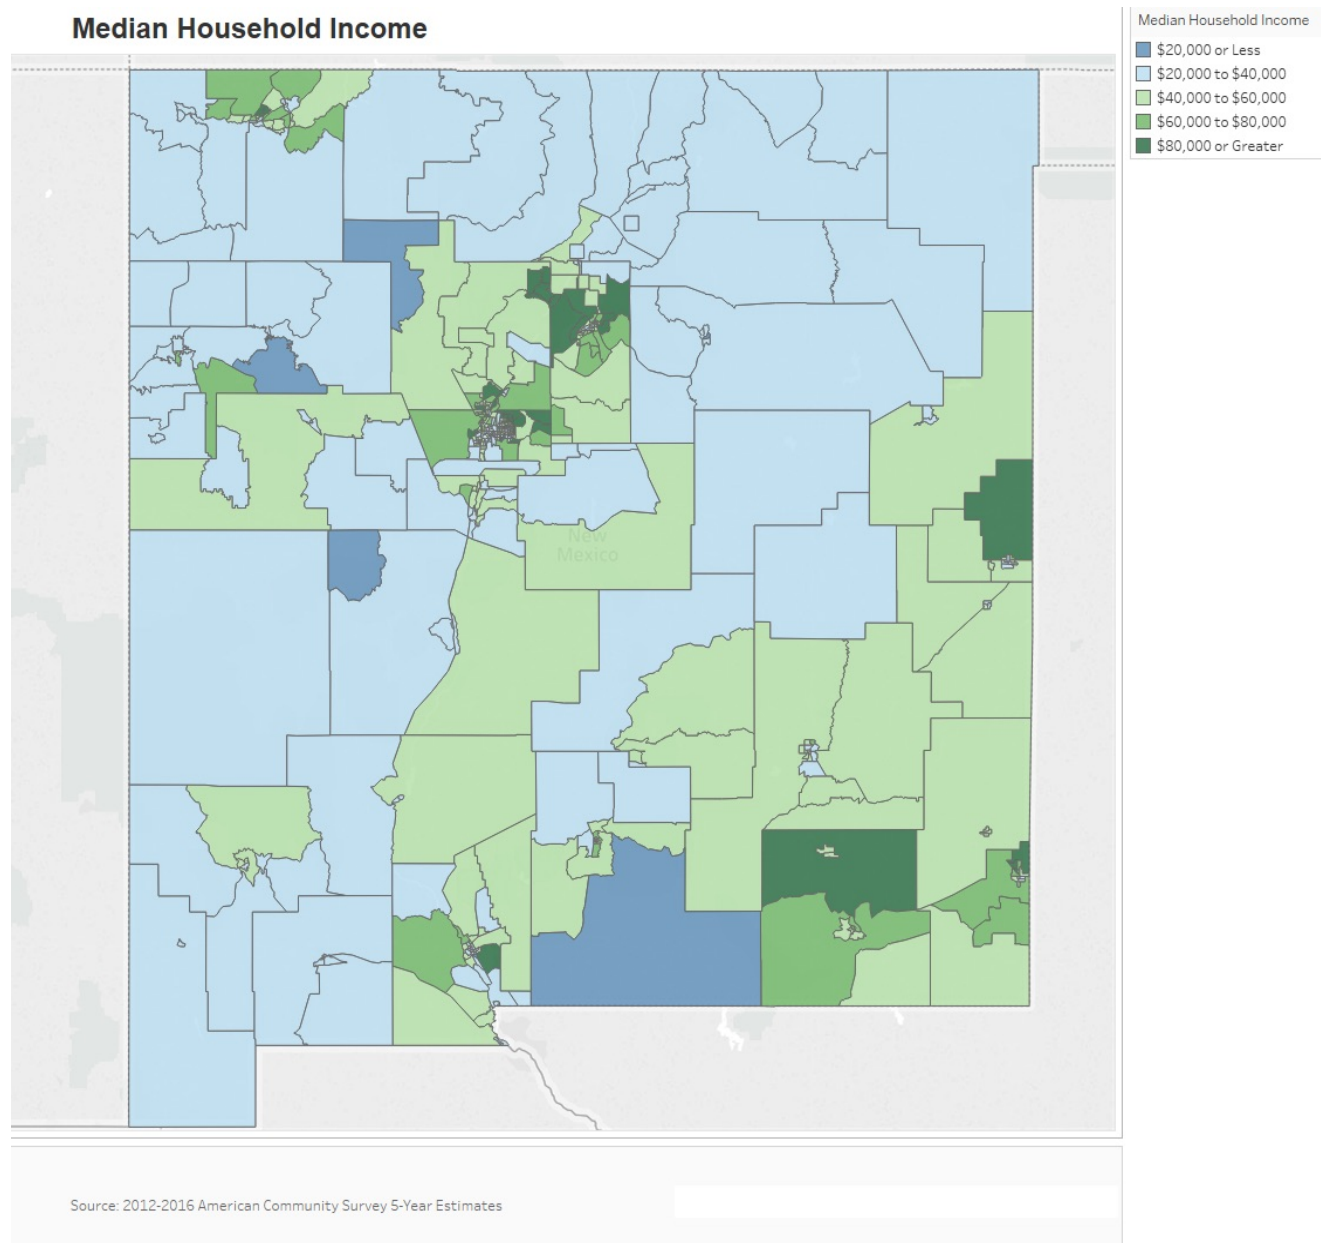 Median Household Income
Median Household Income
$20,000 or Less
$20,000 to $40,000
$40,000 to $60,000
$60,000 to $80,000
$80,000 or Greater
New
Mexico
Source: 2012-2016 American Community Survey 5-Year Estimates